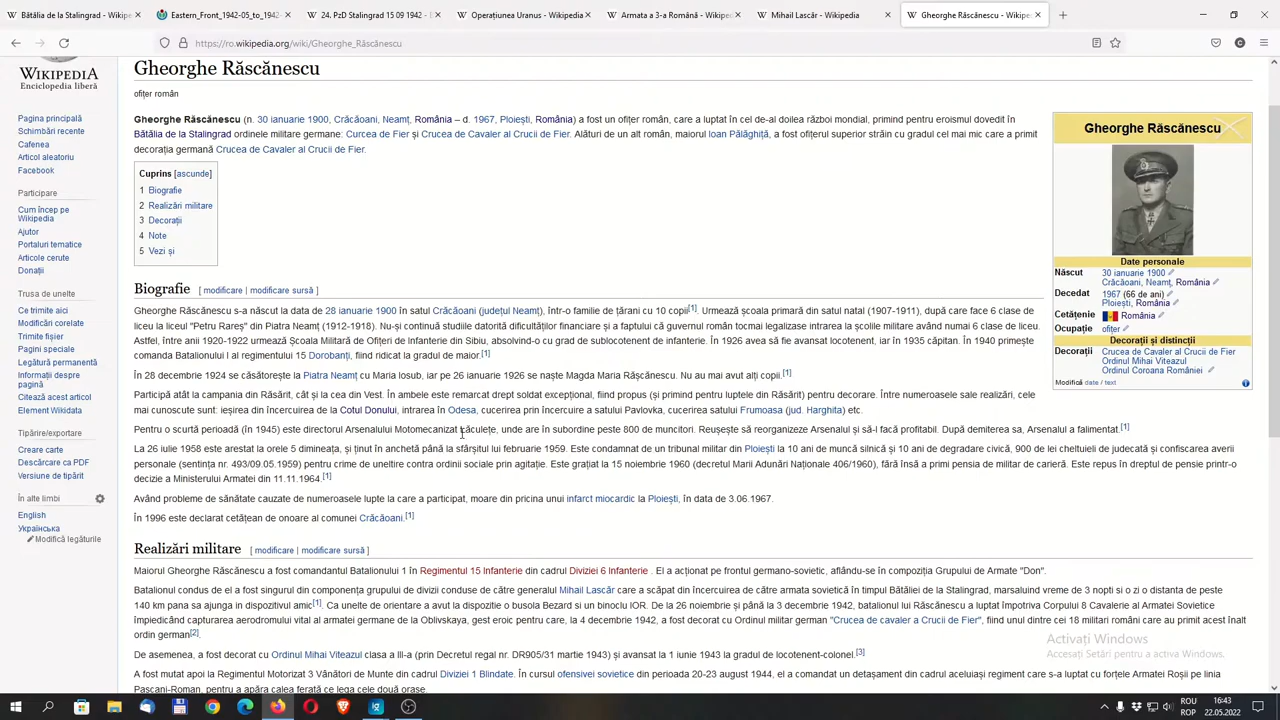 Bătălia de la Stalingrad - Wikipedia
Eastern_Front_1942-05_to_1942-
24. PzD Stalingrad 15 09 1942 - E
Operațiunea Uranus - Wikipedia
Armata a 3-a Română - Wikipedia
Mihail Lascăr - Wikipedia
Gheorghe Rășcănescu - Wikipe
https://ro.wikipedia.org/wiki/Gheorghe_Rășcănescu
WIKIPEDIA
Enciclopedia liberă
Pagina principală
Schimbări recente
Cafenea
Articol aleatoriu
Facebook
Participare
Cum încep pe
Wikipedia
Ajutor
Portaluri tematice
Articole cerute
Donații
Trusa de unelte
Ce trimite aici
Modificări corelate
Trimite fișier
Pagini speciale
Legătură permanentă
Informații despre
pagină
Citează acest articol
Element Wikidata
Tipărire/exportare
Creare carte
Descărcare ca PDF
Versiune de tipărit
În alte limbi
English
Українська
Modifică legăturile
Gheorghe Rășcănescu
ofițer român
Gheorghe Rășcănescu (n. 30 ianuarie 1900, Crăcăoani, Neamț, România – d. 1967, Ploiești, România) a fost un ofițer român, care a luptat în cel de-al doilea război mondial, primind pentru eroismul dovedit în
Bătălia de la Stalingrad ordinele militare germane: Curcea de Fier și Crucea de Cavaler al Crucii de Fier. Alături de un alt român, maiorul Ioan Pălăghiță, a fost ofițerul superior străin cu gradul cel mai mic care a primit
decorația germană Crucea de Cavaler al Crucii de Fier.
Cuprins [ascunde]
1 Biografie
2 Realizări militare
3 Decorații
4 Note
5 Vezi și
Biografie [ modificare | modificare sursă ]
Gheorghe Rășcănescu s-a născut la data de 28 ianuarie 1900 în satul Crăcăoani (județul Neamț), într-o familie de țărani cu 10 copii[1]. Urmează școala primară din satul natal (1907-1911), după care face 6 clase de
liceu la liceul "Petru Rareș" din Piatra Neamț (1912-1918). Nu-și continuă studiile datorită dificultăților financiare și a faptului că guvernul român tocmai legalizase intrarea la școlile militare având numai 6 clase de liceu.
Astfel, între anii 1920-1922 urmează Școala Militară de Ofițeri de Infanterie din Sibiu, absolvind-o cu grad de sublocotenent de infanterie. În 1926 avea să fie avansat locotenent, iar în 1935 căpitan. În 1940 primește
comanda Batalionului I al regimentului 15 Dorobanți, fiind ridicat la gradul de maior.[1]
În 28 decembrie 1924 se căsătorește la Piatra Neamț cu Maria Iourda. În ianuarie 1926 se naște Magda Maria Rășcănescu. Nu au mai avut alți copii.[1]
Participă atât la campania din Răsărit, cât și la cea din Vest. În ambele este remarcat drept soldat excepțional, fiind propus (și primind pentru luptele din Răsărit) pentru decorare. Între numeroasele sale realizări, cele
mai cunoscute sunt: ieșirea din încercuirea de la Cotul Donului, intrarea în Odesa, cucerirea prin încercuire a satului Pavlovka, cucerirea satului Frumoasa (jud. Harghita) etc.
Pentru o scurtă perioadă (în 1945) este directorul Arsenalului Motomecanizat Făculețe, unde are în subordine peste 800 de muncitori. Reușește să reorganizeze Arsenalul și să-l facă profitabil. După demiterea sa, Arsenalul a falimentat.[1]
La 26 iulie 1958 este arestat la orele 5 dimineața, și ținut în anchetă până la sfârșitul lui februarie 1959. Este condamnat de un tribunal militar din Ploiești la 10 ani de muncă silnică și 10 ani de degradare civică, 900 de lei cheltuieli de judecată și confiscarea averii
personale (sentința nr. 493/09.05.1959) pentru crime de uneltire contra ordinii sociale prin agitație. Este grațiat la 15 noiembrie 1960 (decretul Marii Adunări Naționale 406/1960), fără însă a primi pensia de militar de carieră. Este repus în dreptul de pensie printr-o
decizie a Ministerului Armatei din 11.11.1964.[1]
Având probleme de sănătate cauzate de numeroasele lupte la care a participat, moare din pricina unui infarct miocardic la Ploiești, în data de 3.06.1967.
În 1996 este declarat cetățean de onoare al comunei Crăcăoani.[1]
Realizări militare [ modificare | modificare sursă ]
Maiorul Gheorghe Rășcănescu a fost comandantul Batalionului 1 în Regimentul 15 Infanterie din cadrul Diviziei 6 Infanterie . El a acționat pe frontul germano-sovietic, aflându-se în compoziția Grupului de Armate "Don".
Batalionul condus de el a fost singurul din componența grupului de divizii conduse de către generalul Mihail Lascăr care a scăpat din încercuirea de către armata sovietică în timpul Bătăliei de la Stalingrad, marsaluind vreme de 3 nopti si o zi o distanta de peste
140 km pana sa ajunga in dispozitivul amic[1]. Ca unelte de orientare a avut la dispozitie o busola Bezard si un binoclu IOR. De la 26 noiembrie și până la 3 decembrie 1942, batalionul lui Rășcănescu a luptat împotriva Corpului 8 Cavalerie al Armatei Sovietice
împiedicând capturarea aerodromului vital al armatei germane de la Oblivskaya, gest eroic pentru care, la 4 decembrie 1942, a fost decorat cu Ordinul militar german "Crucea de cavaler a Crucii de Fier", fiind unul dintre cei 18 militari români care au primit acest înalt
ordin german[2].
De asemenea, a fost decorat cu Ordinul Mihai Viteazul clasa a III-a (prin Decretul regal nr. DR905/31 martie 1943) și avansat la 1 iunie 1943 la gradul de locotenent-colonel.[3]
A fost mutat apoi la Regimentul Motorizat 3 Vânători de Munte din cadrul Diviziei 1 Blindate. În cursul ofensivei sovietice din perioada 20-23 august 1944, el a comandat un detașament din cadrul aceluiași regiment care s-a luptat cu forțele Armatei Roșii pe linia
Pașcani-Roman, pentru a apăra calea ferată ce lega cele două orașe.
Gheorghe Rășcănescu
Date personale
Născut 30 ianuarie 1900
Crăcăoani, Neamț, România
Decedat 1967 (66 de ani)
Ploiești, România
Cetățenie România
Ocupație ofițer
Decorații și distincții
Decorații Crucea de Cavaler al Crucii de Fier
Ordinul Mihai Viteazul
Ordinul Coroana României
Modifică date / text
Activați Windows
Accesați Setări pentru a activa Windows.
ROU
ROP
16:43
22.05.2022